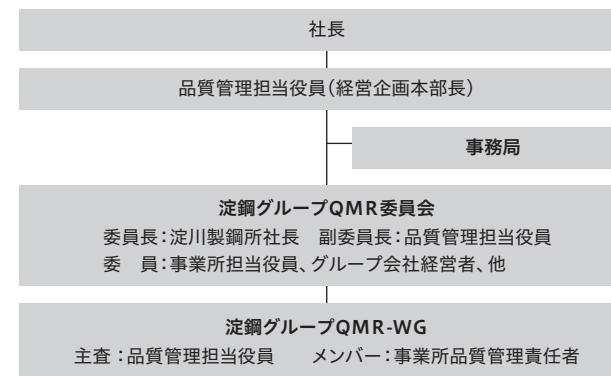 社長
品質管理担当役員(経営企画本部長)
事務局
淀鋼グループQMR委員会
委員長:淀川製鋼所社長　副委員長:品質管理担当役員
委　員:事業所担当役員、グループ会社経営者、他
淀鋼グループQMR-WG
主査:品質管理担当役員　　メンバー:事業所品質管理責任者